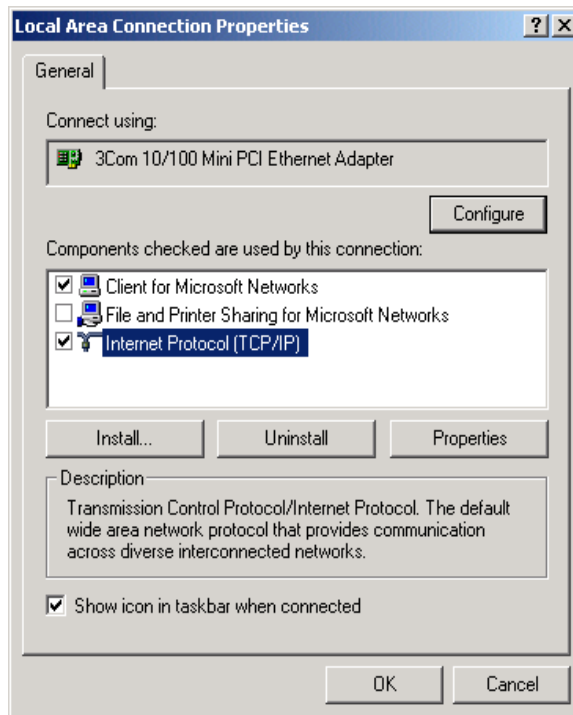 Local Area Connection Properties
General
Connect using:
3Com 10/100 Mini PCI Ethernet Adapter
Configure
Components checked are used by this connection:
Client for Microsoft Networks
File and Printer Sharing for Microsoft Networks
Internet Protocol (TCP/IP)
Install... Uninstall Properties
Description
Transmission Control Protocol/Internet Protocol. The default
wide area network protocol that provides communication
across diverse interconnected networks.
Show icon in taskbar when connected
OK Cancel